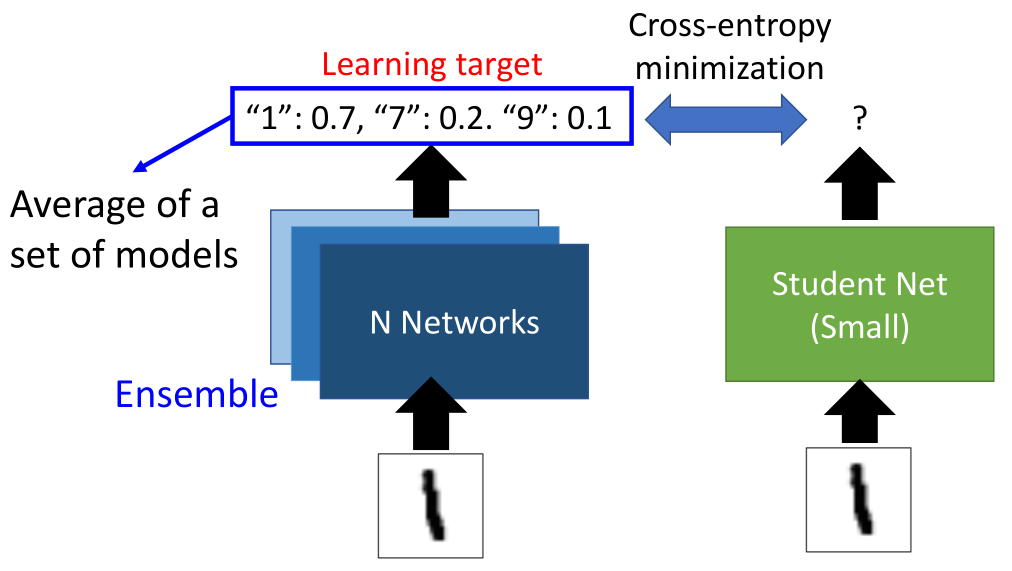 Cross-entropy
minimization
Learning target
“1”: 0.7, “7”: 0.2. “9”: 0.1
?
Average of a
set of models
N Networks
Student Net
(Small)
Ensemble